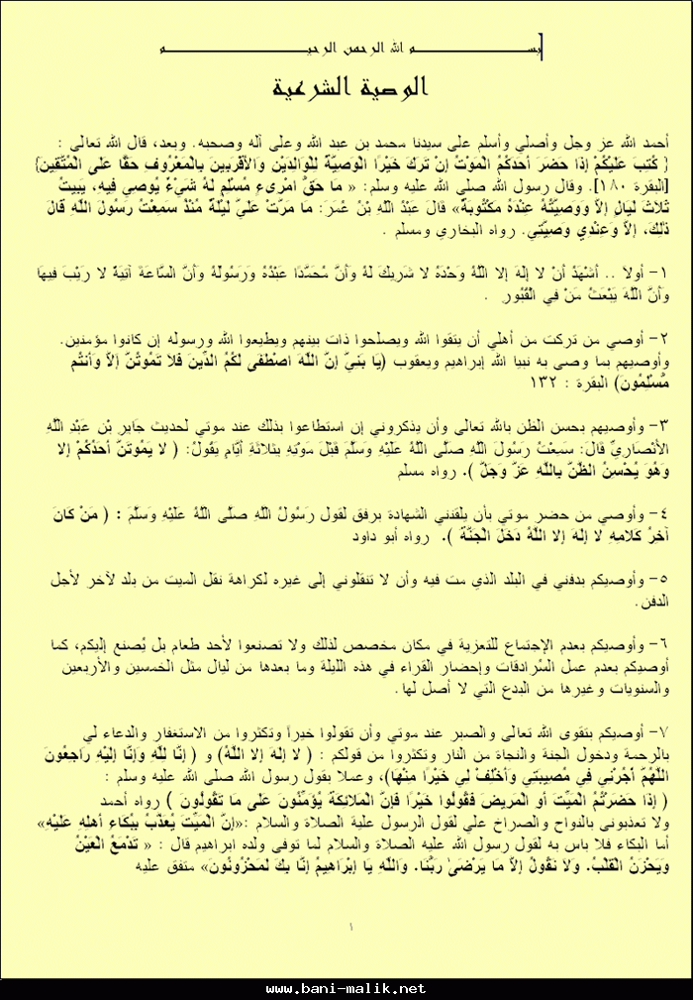 بســـــــــــــــــم الله الرحمن الرحيـــــــــــــــــم
الوصية الشرعية
أحمد الله عز وجل وأصلي وأسلم على سيدنا محمد بن عبد الله وعلى آله وصحبه. وبعد، قال الله تعالى :
{ كُتِبَ عَلَيْكُمْ إِذَا حَضَرَ أَحَدَكُمُ الْمَوْتُ إِنْ تَرَكَ خَيْرًا الْوَصِيَّةُ لِلْوَالِدَيْنِ وَالأَقْرَبِينَ بِالْمَعْرُوفِ حَقًّا عَلَى الْمُتَّقِينَ}
[البقرة ١٨٠]. وقال رسول الله صلى الله عليه وسلم: « مَا حَقُّ امْرِىءٍ مُسْلِمٍ لَهُ شَيْءٌ يُوصِي فِيهِ، يَبِيتُ
ثَلَاثَ لَيَالٍ إِلاَّ وَوَصِيَّتُهُ عِنْدَهُ مَكْتُوبَةٌ» قَالَ عَبْدُ اللهِ بْنُ عُمَرَ: مَا مَرَّتْ عَلَيَّ لَيْلَةٌ مُنْذُ سَمِعْتُ رَسُولَ اللَّهِ قَالَ
ذَلِكَ، إِلاَّ وَعِنْدِي وَصِيَّتِي. رواه البخاري ومسلم .
١- أولاً .. أَشْهَدُ أَنْ لا إِلَهَ إِلا اللَّهُ وَحْدَهُ لا شَرِيكَ لَهُ وَأَنَّ مُحَمَّدًا عَبْدُهُ وَرَسُولُهُ وَأَنَّ السَّاعَةَ آتِيَةٌ لا رَيْبَ فِيهَا
وَأَنَّ اللَّهَ يَبْعَثُ مَنْ فِي الْقُبُورِ .
٢- أوصي من تركت من أهلي أن يتقوا الله ويصلحوا ذات بينهم ويطيعوا الله ورسوله إن كانوا مؤمنين.
وأوصيهم بما وصى به نبيا الله إبراهيم ويعقوب (يَا بَنِيَّ إِنَّ اللَّهَ اصْطَفَى لَكُمُ الدِّينَ فَلاَ تَمُوتُنَّ إَلاَّ وَأَنتُم
مُّسْلِمُونَ) البقرة : ١٣٢
٣- وأوصيهم بحسن الظن بالله تعالى وأن يذكروني إن استطاعوا بذلك عند موتي لحديث جَابِرِ بْنِ عَبْدِ اللَّهِ
الأَنْصَارِيِّ قَالَ: سَمِعْتُ رَسُولَ اللهِ صَلَّى اللَّهُ عَلَيْهِ وَسَلَّمَ قَبْلَ مَوْتِهِ بِثَلاثَةِ أَيَّامٍ يَقُولُ: ( لا يَمُوتَنَّ أَحَدُكُمْ إِلا
وَهُوَ يُحْسِنُ الظَّنَّ بِاللَّهِ عَزَّ وَجَلَّ ). رواه مسلم
٤- وأوصي من حضر موتي بأن يلقنني الشهادة برفق لقول رَسُولُ اللَّهِ صَلَّى اللَّهُ عَلَيْهِ وَسَلَّمَ : ( مَنْ كَانَ
آخِرُ كَلامِهِ لا إِلَهَ إِلا اللَّهُ دَخَلَ الْجَنَّةَ ). رواه أبو داود
٥- وأوصيكم بدفني في البلد الذي مت فيه وأن لا تنقلوني إلى غيره لكراهة نقل الميت من بلد لآخر لأجل
الدفن.
٦- وأوصيكم بعدم الإجتماع للتعزية في مكان مخصص لذلك ولا تصنعوا لأحد طعام بل يُصنع إليكم، كما
أوصيكم بعدم عمل السُرادقات وإحضار القراء في هذه الليلة وما بعدها من ليال مثل الخمسين والأربعين
والسنويات وغيرها من البدع التي لا أصل لها.
٧- أوصيكم بتقوى الله تعالى والصبر عند موتي وأن تقولوا خيراً وتكثروا من الاستغفار والدعاء لي
بالرحمة ودخول الجنة والنجاة من النار وتكثروا من قولكم : ( لا إِلهَ إلا اللَّهُ) و ( إِنَّا لِلَّهِ وَإِنَّا إِلَيْهِ رَاجِعُونَ
اللَّهُمَّ أْجُرْنِي فِي مُصِيبَتِي وَأَخْلِفْ لِي خَيْرًا مِنْهَا)، وعملا بقول رسول الله صلى الله عليه وسلم :
( إِذَا حَضَرْتُمُ الْمَيِّتَ أَوِ الْمَرِيضَ فَقُولُوا خَيْرًا فَإِنَّ الْمَلائِكَةَ يُؤَمِّنُونَ عَلَى مَا تَقُولُونَ ) رواه أحمد
ولا تعذبوني بالنواح والصراخ علي لقول الرسول عليه الصلاة والسلام :«إِنَّ الْمَيِّتَ يُعَذَّبُ بِبُكَاءِ أَهْلِهِ عَلَيْهِ»
أما البكاء فلا باس به لقول رسول الله عليه الصلاة والسلام لما توفى ولده ابراهيم قال : « تَدْمَعُ الْعَيْنُ
وَيَحْزَنُ الْقَلْبُ. وَلاَ نَقُولُ إِلاَّ مَا يَرْضَىٰ رَبُّنَا. وَاللَّهِ يَا إِبْرَاهِيمُ إِنَّا بِكَ لَمَحْزُونُونَ» متفق عليه
١
www.bani-malik.net